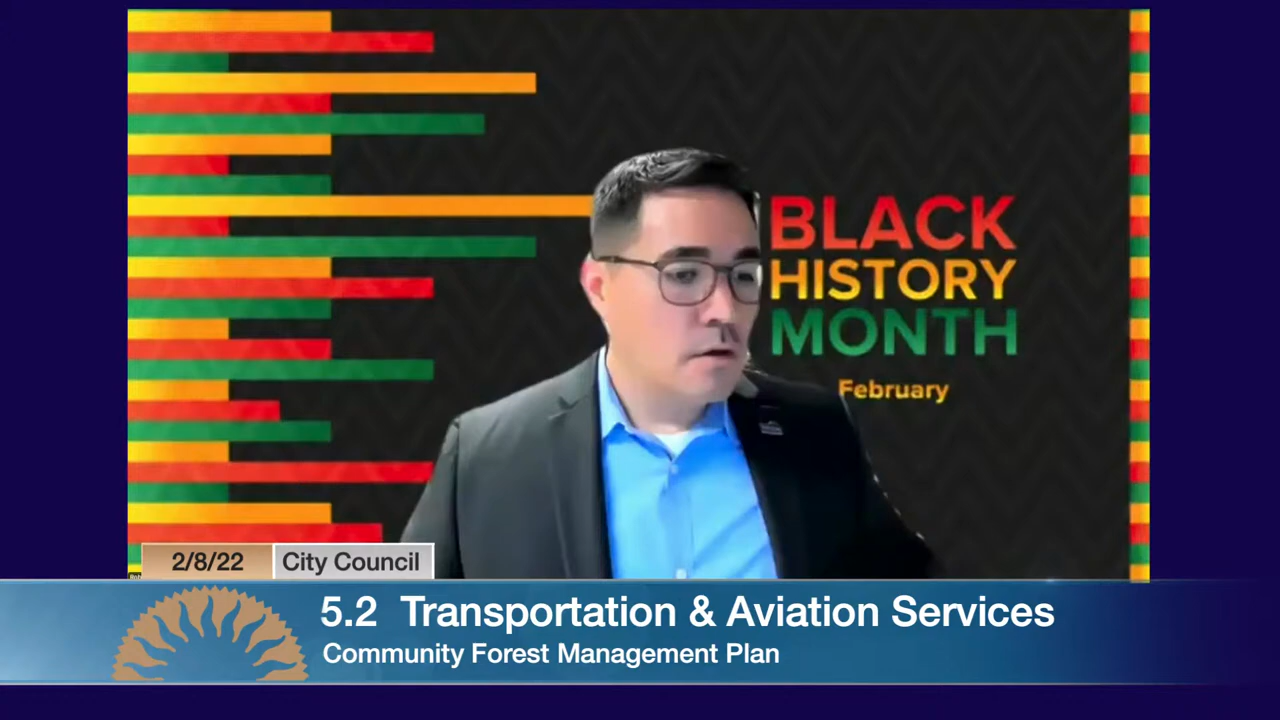 BLACK
HISTORY
MONTH
February
2/8/22 City Council
5.2 Transportation & Aviation Services
Community Forest Management Plan